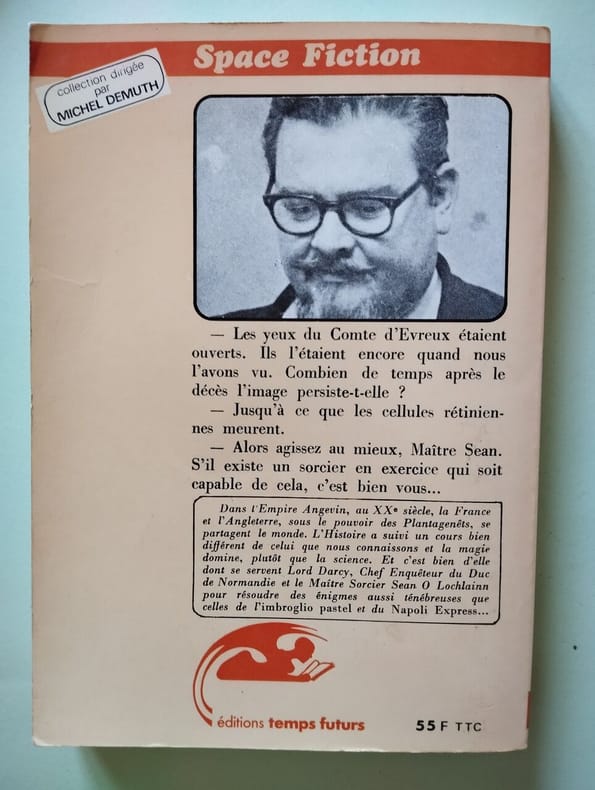 Space Fiction
collection dirigée
par
MICHEL DEMUTH
— Les yeux du Comte d'Evreux étaient
ouverts. Ils l'étaient encore quand nous
l'avons vu. Combien de temps après le
décès l'image persiste-t-elle ?
— Jusqu'à ce que les cellules rétinien-
nes meurent.
— Alors agissez au mieux, Maître Sean.
S'il existe un sorcier en exercice qui soit
capable de cela, c'est bien vous...
Dans l'Empire Angevin, au XXe siècle, la France
et l'Angleterre, sous le pouvoir des Plantagenêts, se
partagent le monde. L'Histoire a suivi un cours bien
différent de celui que nous connaissons et la magie
domine, plutôt que la science. Et c'est bien d'elle
dont se servent Lord Darcy, Chef Enquêteur du Duc
de Normandie et le Maître Sorcier Sean O Lochlainn
pour résoudre des énigmes aussi ténébreuses que
celles de l'imbroglio pastel et du Napoli Express...
éditions temps futurs
55 F TTC